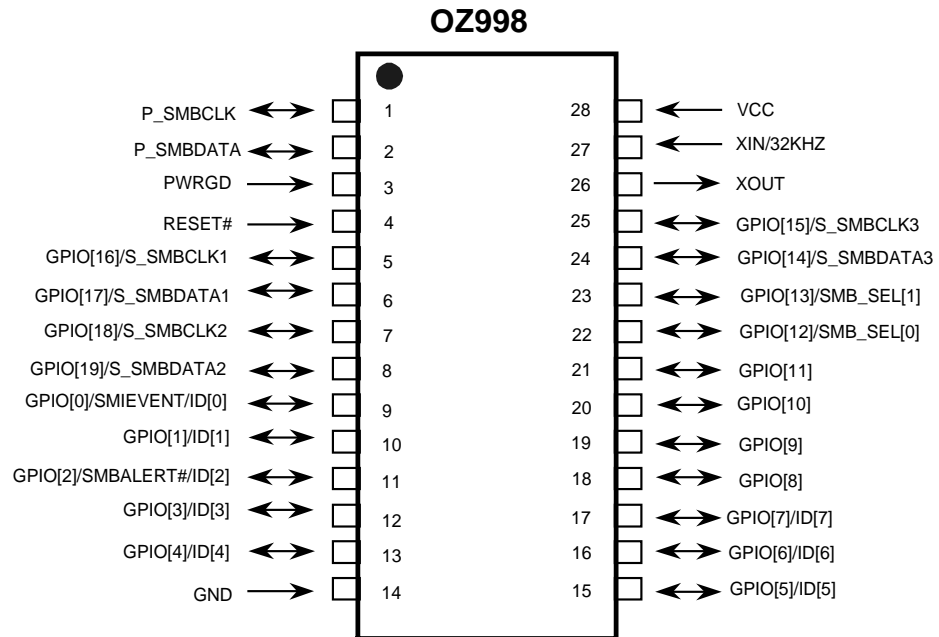 OZ998
P_SMBCLK 1 28 VCC
P_SMBDATA 2 27 XIN/32KHZ
PWRGD 3 26 XOUT
RESET# 4 25 GPIO[15]/S_SMBCLK3
GPIO[16]/S_SMBCLK1 5 24 GPIO[14]/S_SMBDATA3
GPIO[17]/S_SMBDATA1 6 23 GPIO[13]/SMB_SEL[1]
GPIO[18]/S_SMBCLK2 7 22 GPIO[12]/SMB_SEL[0]
GPIO[19]/S_SMBDATA2 8 21 GPIO[11]
GPIO[0]/SMIEVENT/ID[0] 9 20 GPIO[10]
GPIO[1]/ID[1] 10 19 GPIO[9]
GPIO[2]/SMBALERT#/ID[2] 11 18 GPIO[8]
GPIO[3]/ID[3] 12 17 GPIO[7]/ID[7]
GPIO[4]/ID[4] 13 16 GPIO[6]/ID[6]
GND 14 15 GPIO[5]/ID[5]